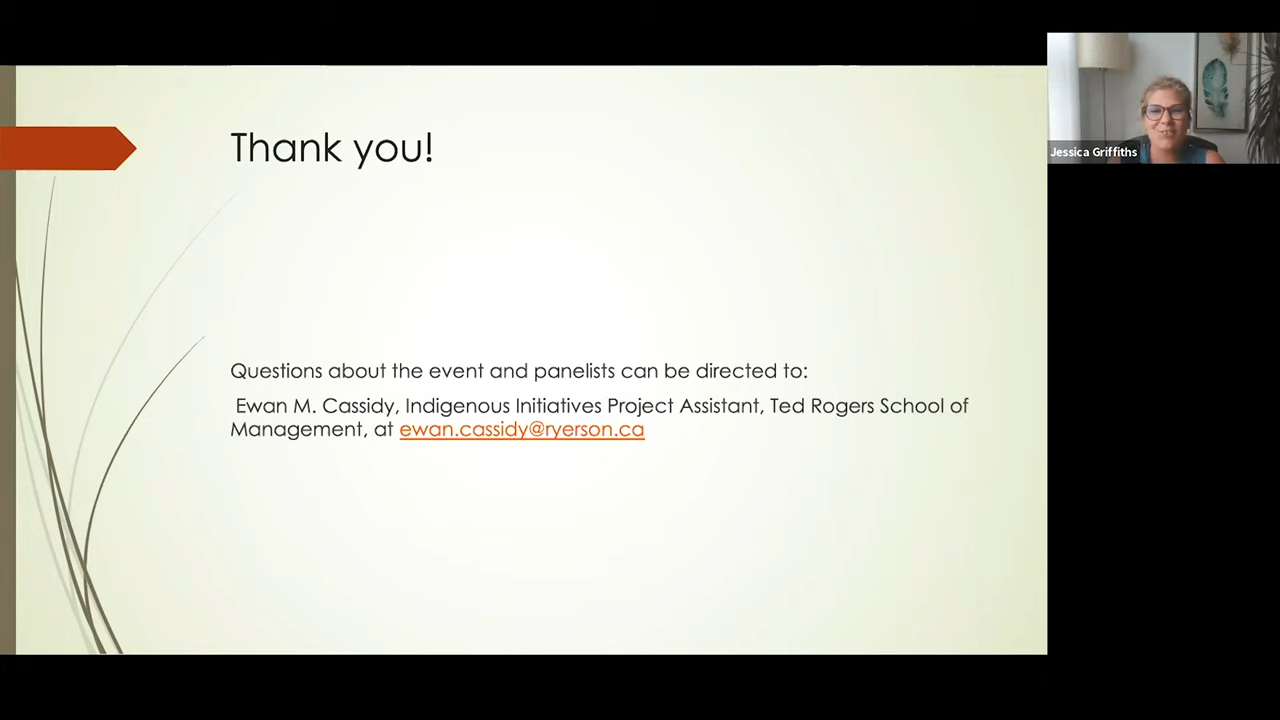 Thank you!
Jessica Griffiths
Questions about the event and panelists can be directed to:
Ewan M. Cassidy, Indigenous Initiatives Project Assistant, Ted Rogers School of
Management, at ewan.cassidy@ryerson.ca